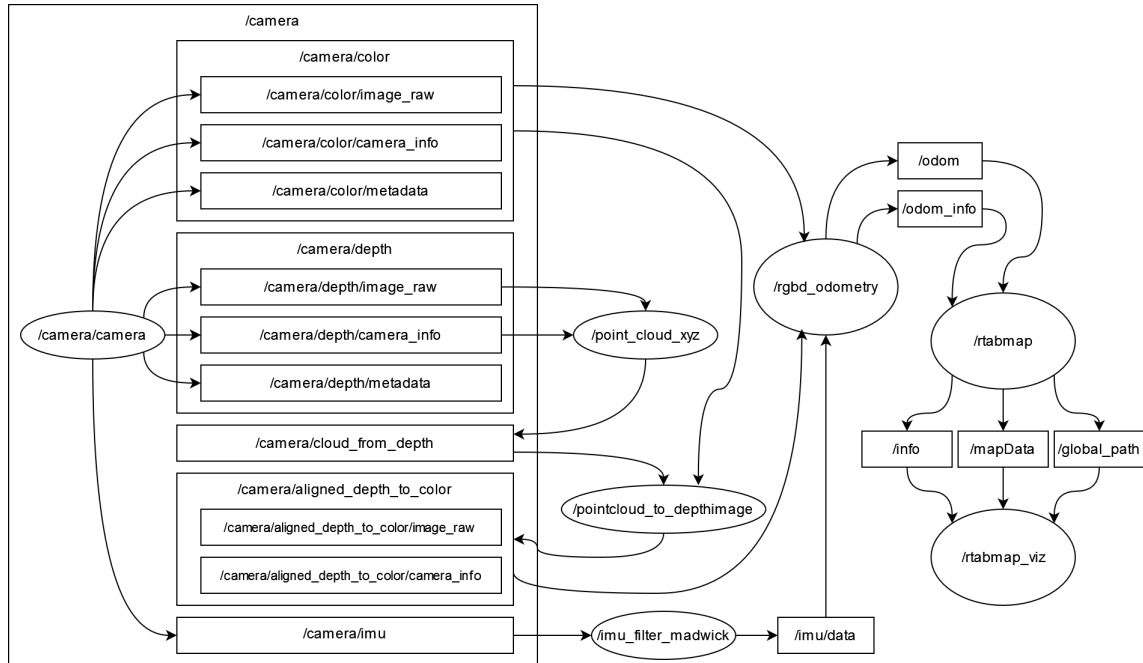 /camera
/camera/color
/camera/color/image_raw
/camera/color/camera_info
/camera/color/metadata
/camera/depth
/camera/depth/image_raw
/camera/camera
/camera/depth/camera_info
/camera/depth/metadata
/camera/cloud_from_depth
/camera/aligned_depth_to_color
/camera/aligned_depth_to_color/image_raw
/camera/aligned_depth_to_color/camera_info
/camera/imu
/point_cloud_xyz
/pointcloud_to_depthimage
/imu_filter_madwick
/imu/data
/rgbd_odometry
/odom
/odom_info
/rtabmap
/info
/mapData
/global_path
/rtabmap_viz